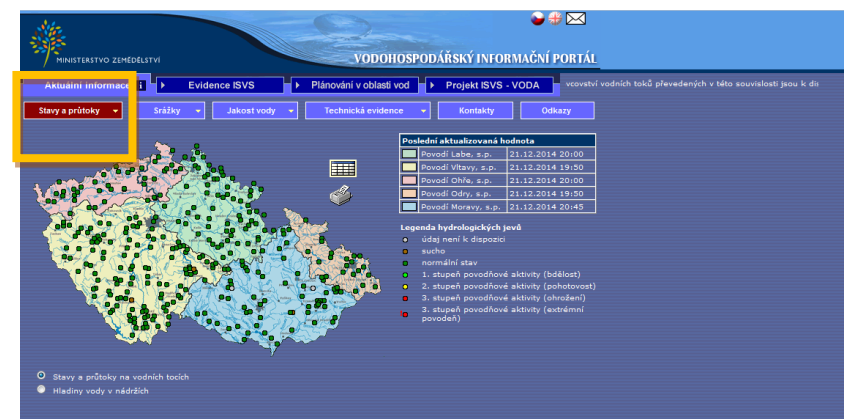 MINISTERSTVO ZEMĚDĚLSTVÍ
VODOHOSPODÁŘSKÝ INFORMAČNÍ PORTÁL
Aktuální informace
Evidence ISVS
Plánování v oblasti vod
Projekt ISVS - VODA
vcovství vodních toků převedených v této souvislosti jsou k
Stavy a průtoky
Srážky
Jakost vody
Technická evidence
Kontakty
Odkazy
Poslední aktualizovaná hodnota
Povodí Labe, s.p. 21.12.2014 20:00
Povodí Vltavy, s.p. 21.12.2014 19:50
Povodí Ohře, s.p. 21.12.2014 20:00
Povodí Odry, s.p. 21.12.2014 19:50
Povodí Moravy, s.p. 21.12.2014 20:45
Legenda hydrologických jevů
údaj není k dispozici
sucho
normální stav
1. stupeň povodňové aktivity (bdělost)
2. stupeň povodňové aktivity (pohotovost)
3. stupeň povodňové aktivity (ohrožení)
3. stupeň povodňové aktivity (extrémní
povodeň)
Stavy a průtoky na vodních tocích
Hladiny vody v nádržích